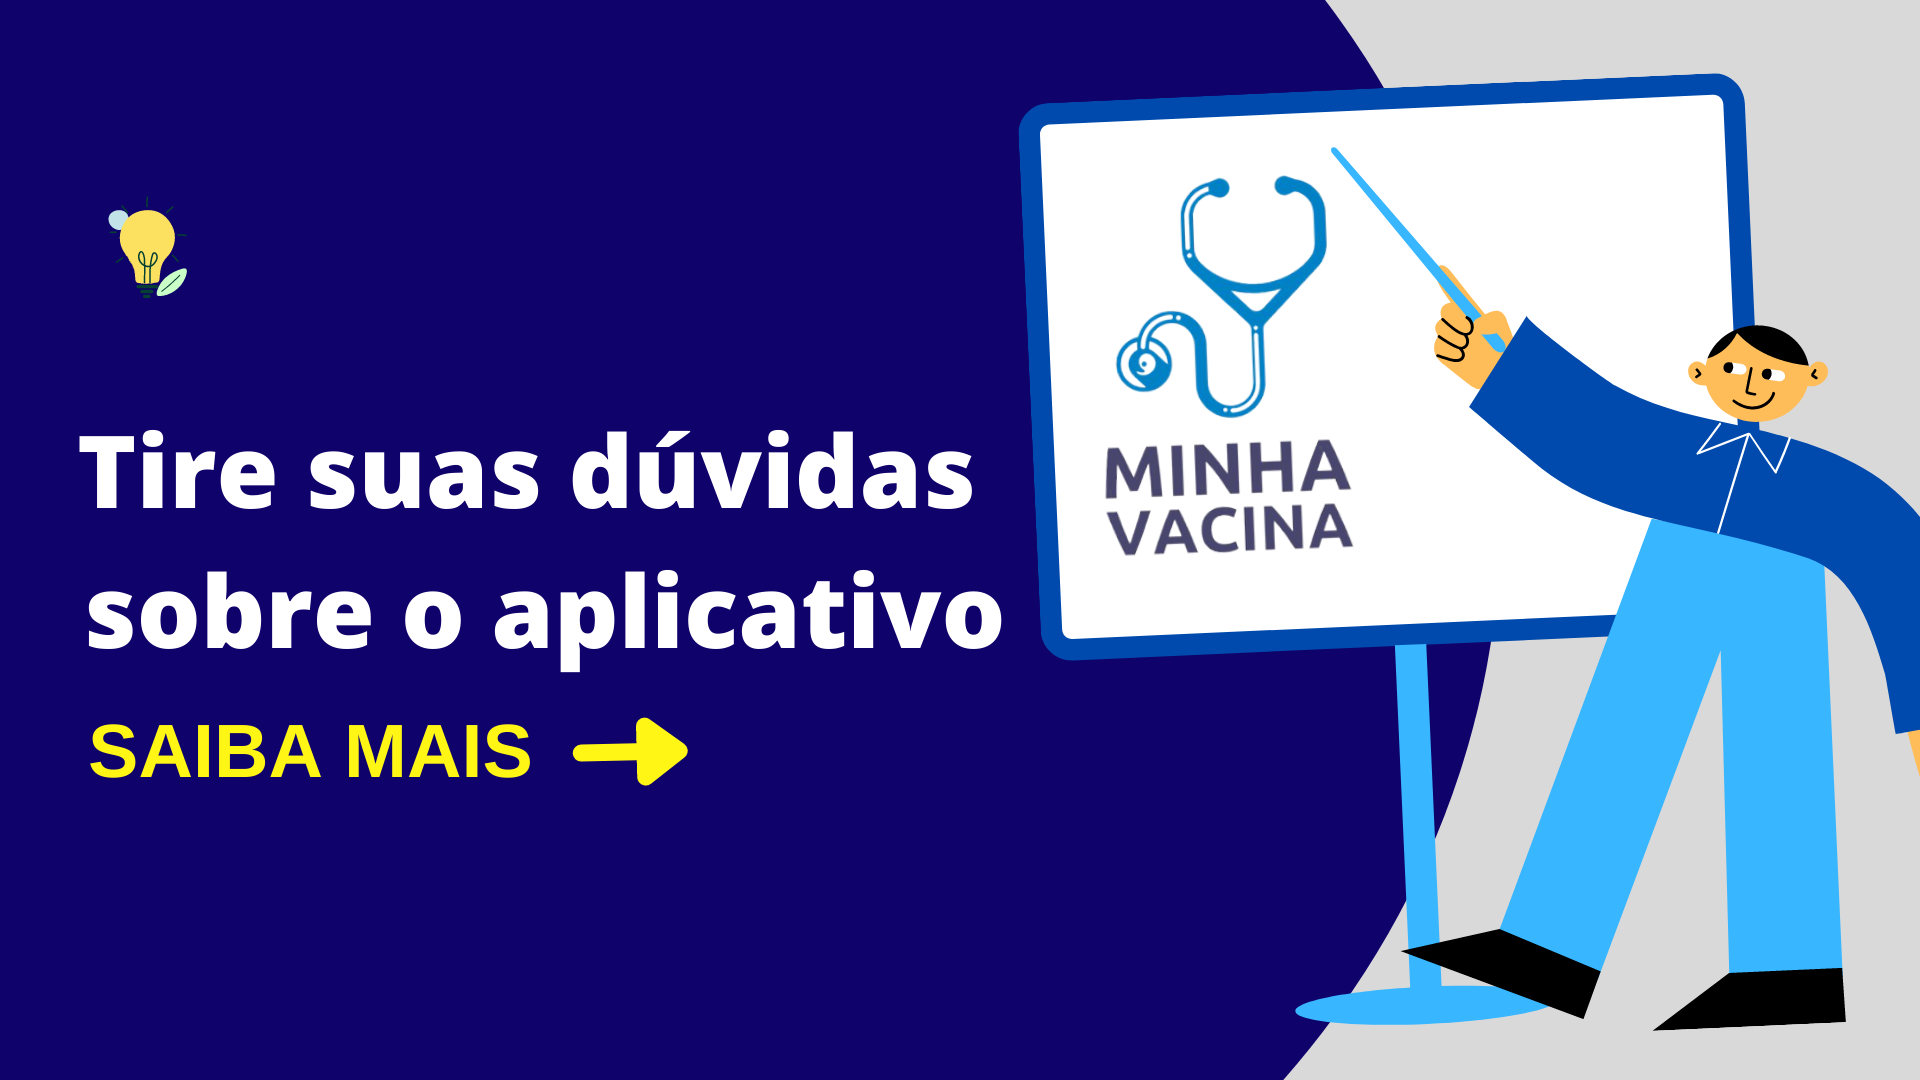 Tire suas dúvidas
sobre o aplicativo
SAIBA MAIS
MINHA
VACINA